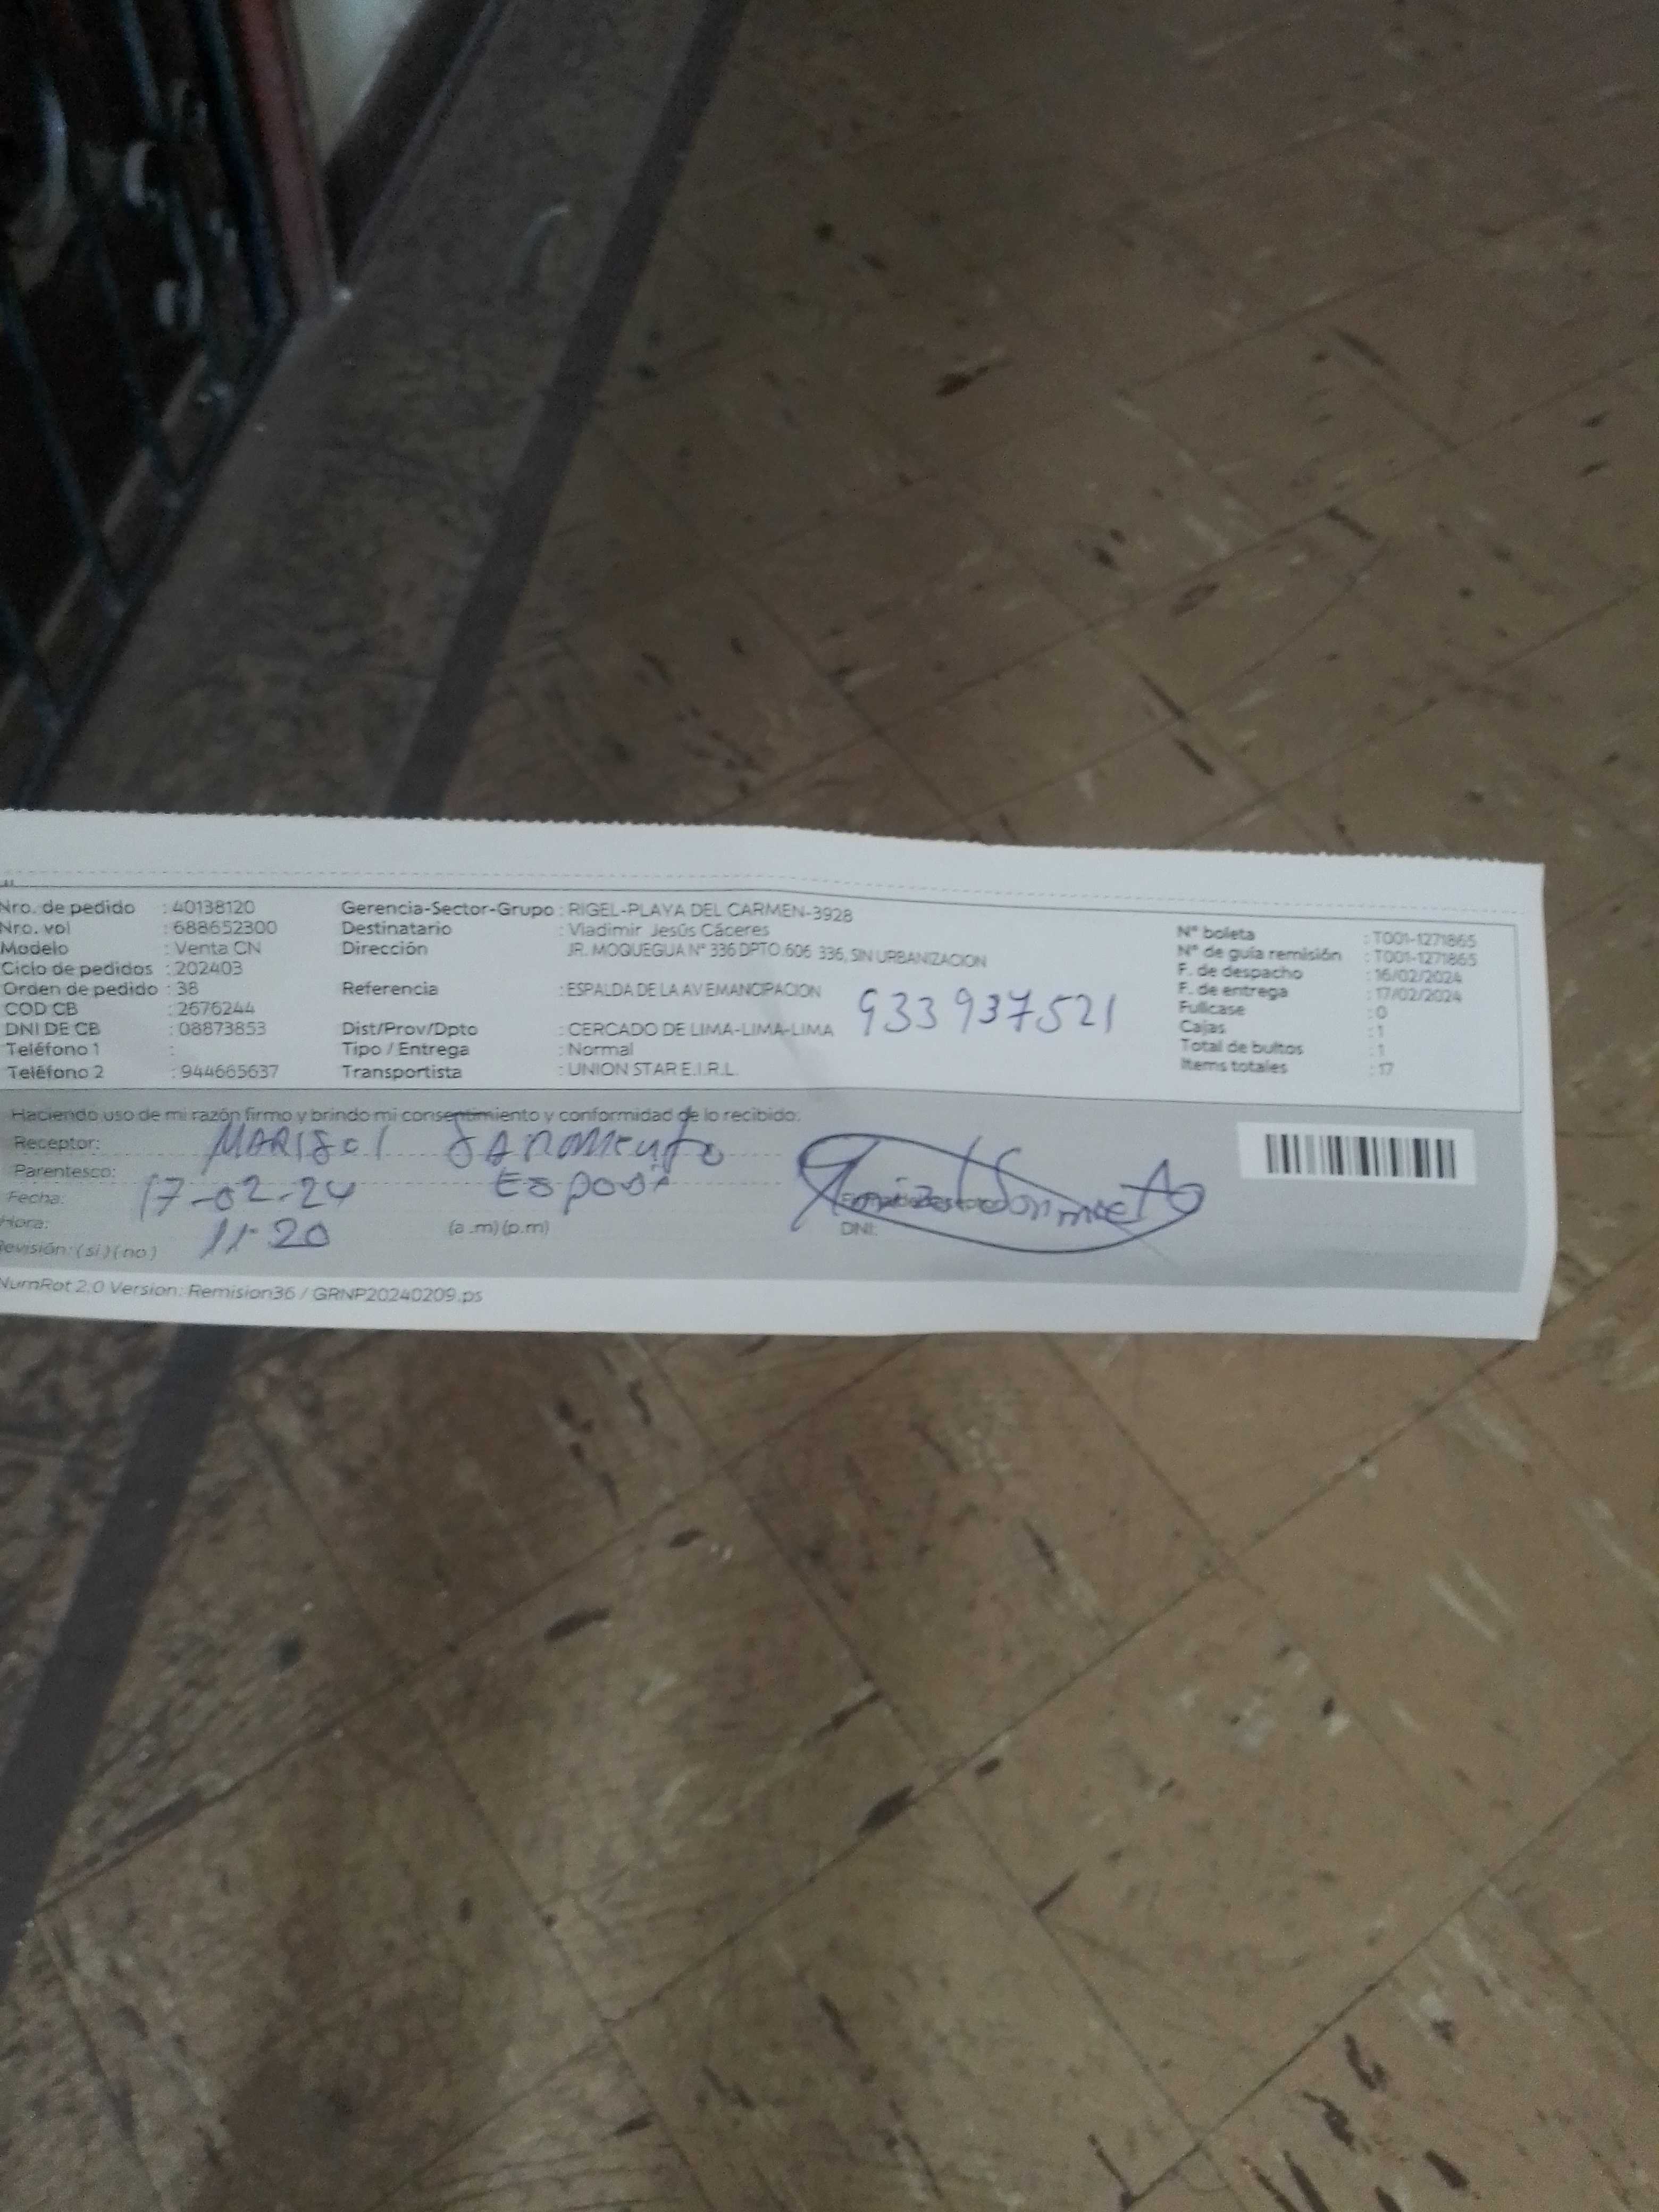 Nro. de pedido : 40138120 Gerencia-Sector-Grupo : RIGEL-PLAYA DEL CARMEN-3928
Nro. vol : 688652300 Destinatario : Vladimir Jesús Cáceres
Modelo : Venta CN Dirección JR. MOQUEGUA N° 336 DPTO.606 336, SIN URBANIZACION
Ciclo de pedidos : 202403
Orden de pedido : 38 Referencia : ESPALDA DE LA AV EMANCIPACION
COD CB : 2676244
DNI DE CB : 08873853 Dist/Prov/Dpto : CERCADO DE LIMA-LIMA-LIMA
Teléfono 1 : Tipo / Entrega : Normal
Teléfono 2 : 944665637 Transportista : UNION STAR E.I.R.L.
933937521
N° boleta : T001-1271865
N° de guía remisión : T001-1271865
F. de despacho : 16/02/2024
F. de entrega : 17/02/2024
Fullcase : 0
Cajas : 1
Total de bultos : 1
Items totales : 17
Haciendo uso de mi razón firmo y brindo mi consentimiento y conformidad de lo recibido.
Receptor: MARISOL SARMIENTO
Parentesco: Esposa
Fecha: 17-02-24
Hora: 11:20 (a.m) (p.m)
DNI:
Revisión: (si) (no)
NumRot 2.0 Version: Remision36 / GRNP20240209.ps